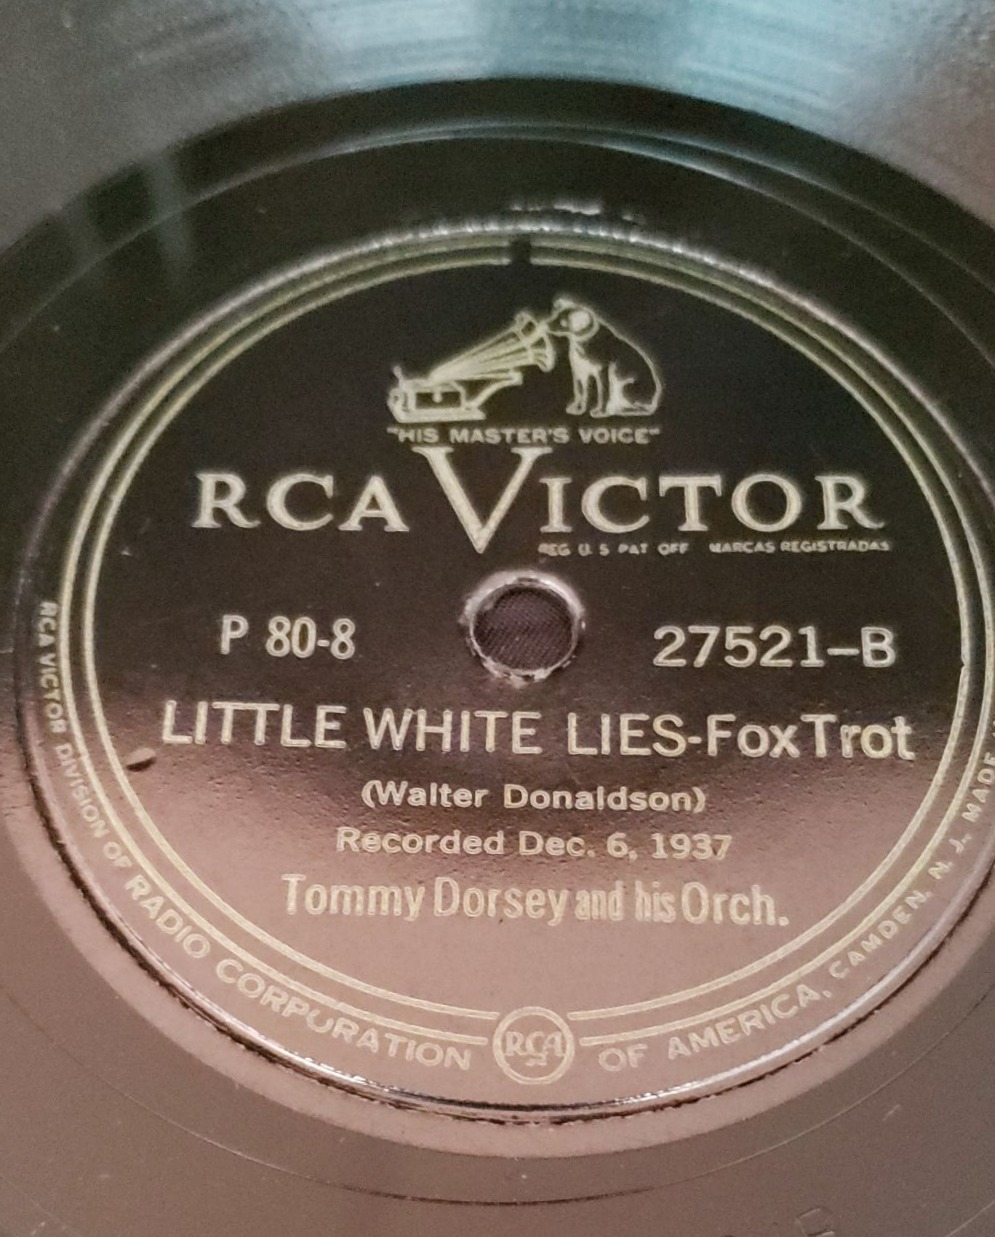 "HIS MASTER'S VOICE"
RCA VICTOR
REG U S PAT OFF MARCAS REGISTRADAS
P 80-8
27521-B
LITTLE WHITE LIES-Fox Trot
(Walter Donaldson)
Recorded Dec. 6, 1937
Tommy Dorsey and his Orch.
RCA VICTOR DIVISION OF RADIO CORPORATION OF AMERICA, CAMDEN, N. J. MADE
RCA